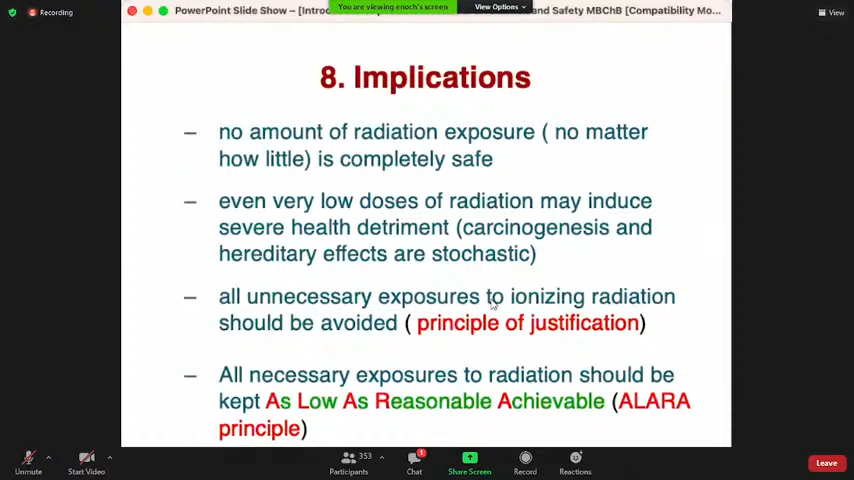 Recording
PowerPoint Slide Show – [Intro
You are viewing enoch's screen
View Options
and Safety MBChB [Compatibility Mo...
View
8. Implications
– no amount of radiation exposure ( no matter
how little) is completely safe
– even very low doses of radiation may induce
severe health detriment (carcinogenesis and
hereditary effects are stochastic)
– all unnecessary exposures to ionizing radiation
should be avoided ( principle of justification)
– All necessary exposures to radiation should be
kept As Low As Reasonable Achievable (ALARA
principle)
Unmute
Start Video
353
Participants
1
Chat
Share Screen
Record
Reactions
Leave